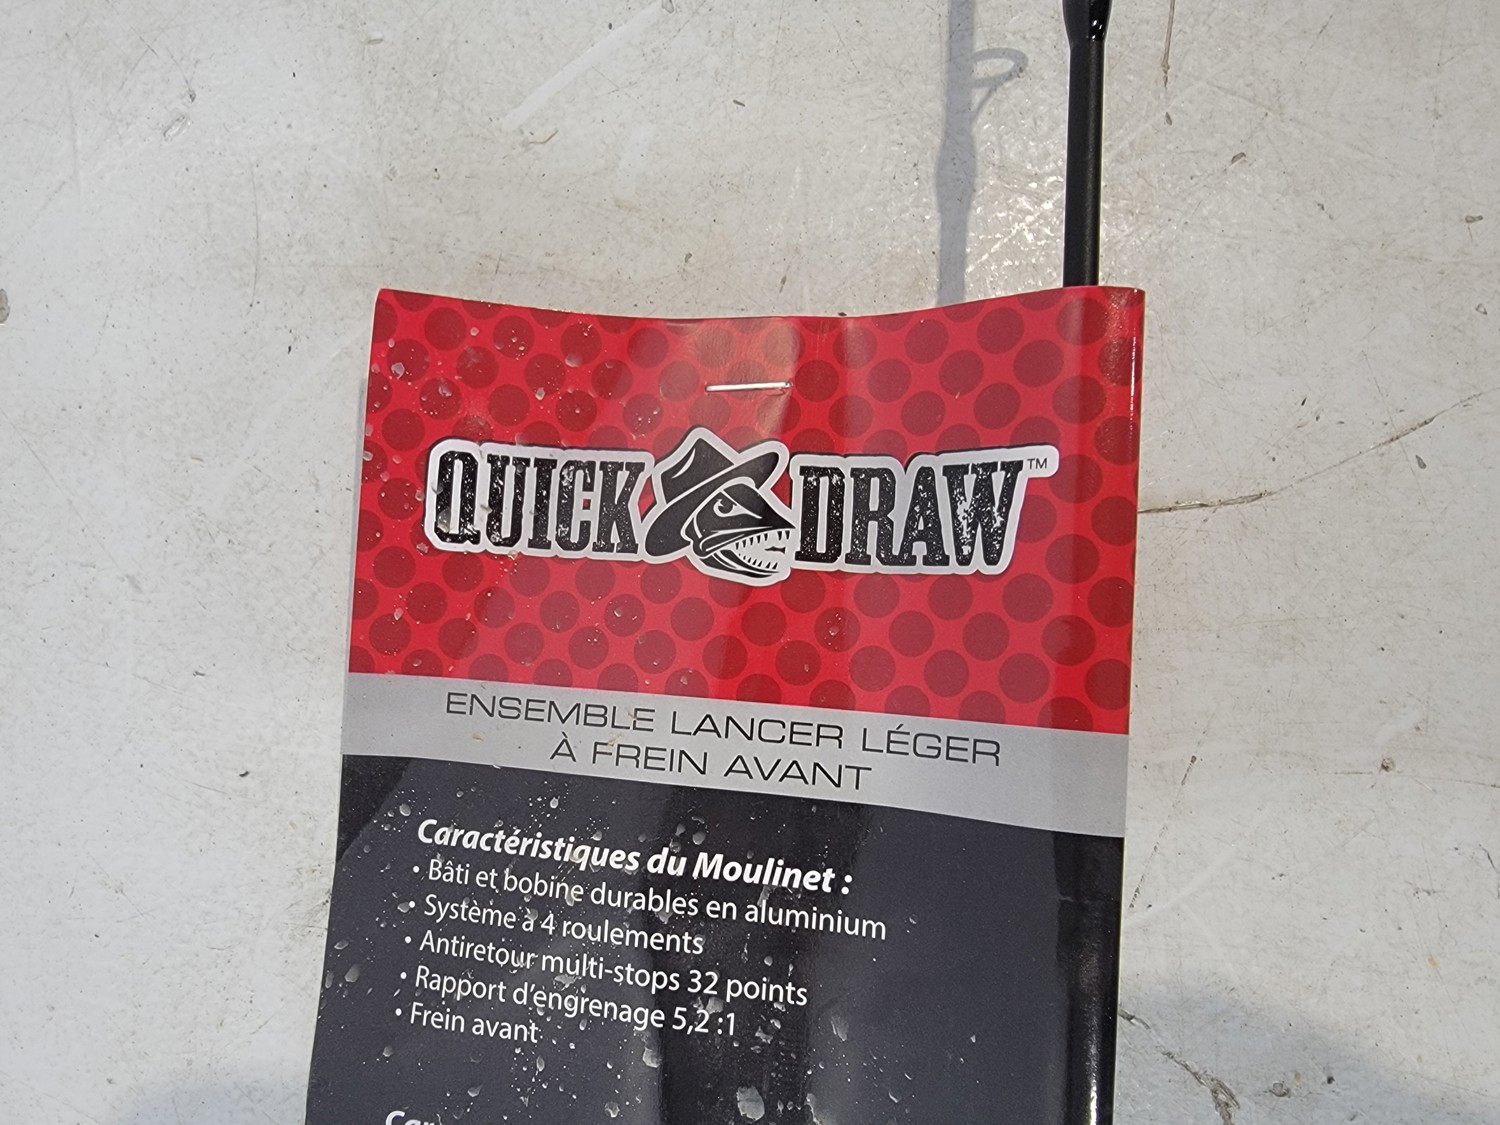 QUICK DRAW™
ENSEMBLE LANCER LÉGER
À FREIN AVANT
Caractéristiques du Moulinet :
• Bâti et bobine durables en aluminium
• Système à 4 roulements
• Antiretour multi-stops 32 points
• Rapport d'engrenage 5,2 :1
• Frein avant